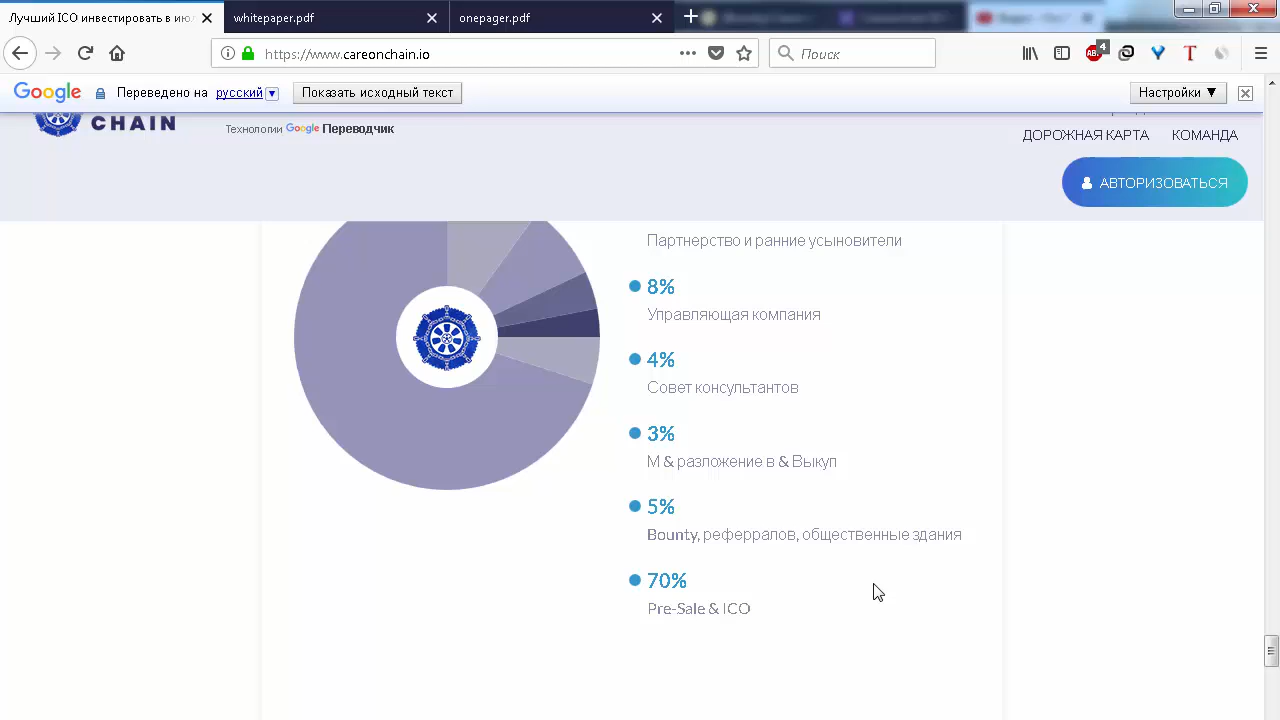 Лучший ICO инвестировать в ию
whitepaper.pdf
onepager.pdf
https://www.careonchain.io
Поиск
4
Google Переведено на русский Показать исходный текст Настройки ▼
CHAIN
Технологии Google Переводчик
ДОРОЖНАЯ КАРТА КОМАНДА
АВТОРИЗОВАТЬСЯ
Партнерство и ранние усыновители
8%
Управляющая компания
4%
Совет консультантов
3%
М & разложение в & Выкуп
5%
Bounty, реферралов, общественные здания
70%
Pre-Sale & ICO